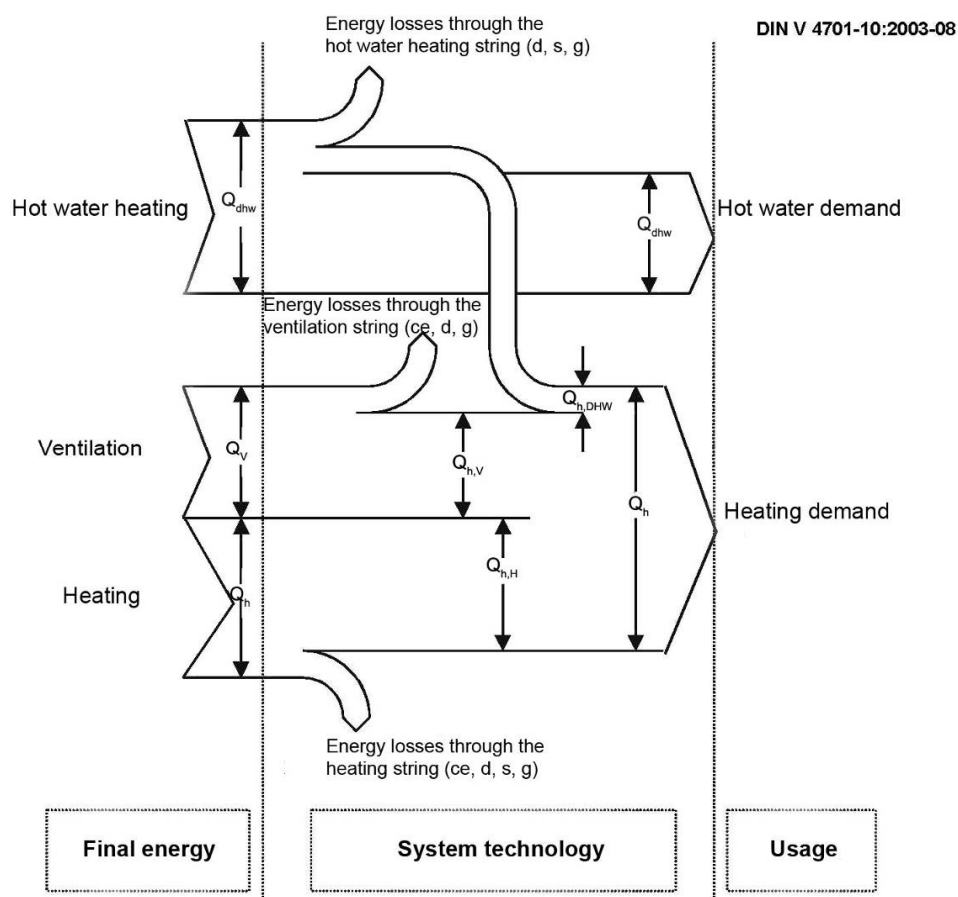 Energy losses through the
hot water heating string (d, s, g)
DIN V 4701-10:2003-08
Hot water heating
Q_dhw
Q_dhw
Hot water demand
Energy losses through the
ventilation string (ce, d, g)
Q_h,DHW
Ventilation
Q_V
Q_h,V
Q_h
Heating demand
Heating
Q_h
Q_h,H
Energy losses through the
heating string (ce, d, s, g)
Final energy
System technology
Usage